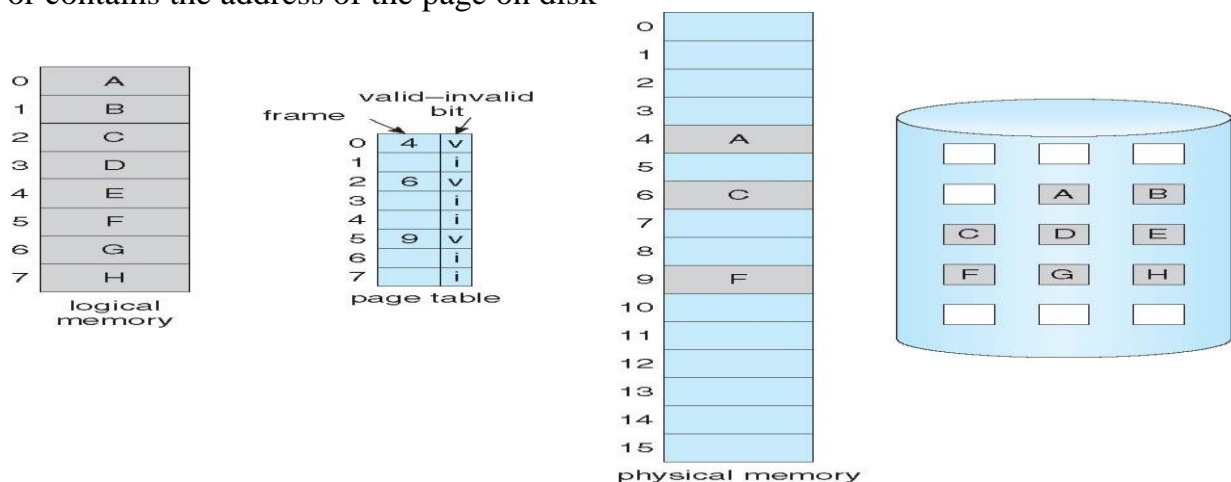 or contains the address of the page on disk
0 A
1 B
2 C
3 D
4 E
5 F
6 G
7 H
logical
memory
valid–invalid
bit
frame
0 4 v
1 i
2 6 v
3 i
4 i
5 9 v
6 i
7 i
page table
0
1
2
3
4 A
5
6 C
7
8
9 F
10
11
12
13
14
15
physical memory
A B
C D E
F G H